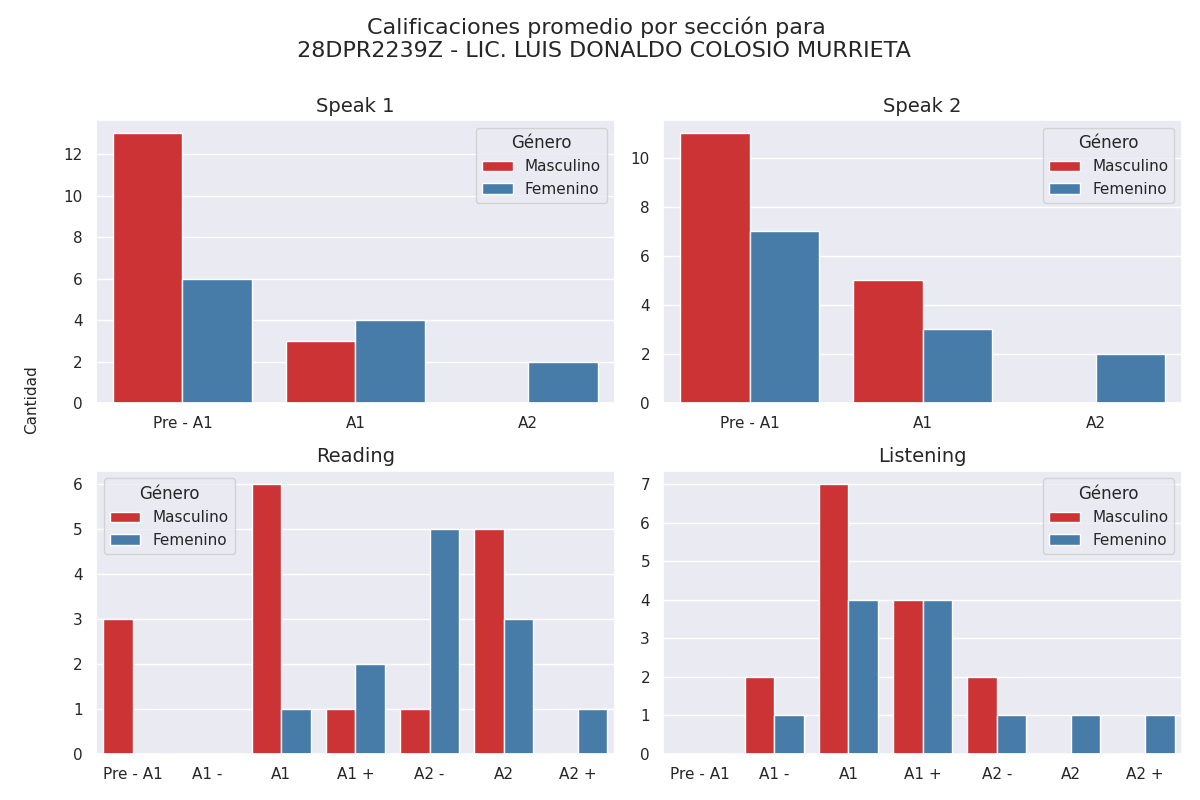 Calificaciones promedio por sección para
28DPR2239Z - LIC. LUIS DONALDO COLOSIO MURRIETA
Cantidad
Speak 1
12
10
8
6
4
2
0
Género
Masculino
Femenino
Pre - A1 A1 A2
Speak 2
10
8
6
4
2
0
Género
Masculino
Femenino
Pre - A1 A1 A2
Reading
6
5
4
3
2
1
0
Género
Masculino
Femenino
Pre - A1 A1 - A1 A1 + A2 - A2 A2 +
Listening
7
6
5
4
3
2
1
0
Género
Masculino
Femenino
Pre - A1 A1 - A1 A1 + A2 - A2 A2 +